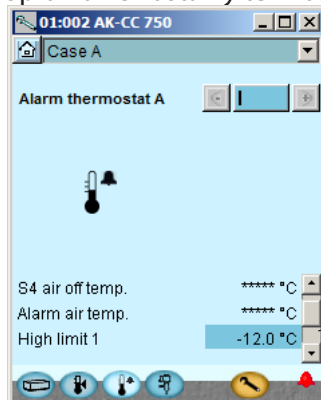 01:002 AK-CC 750
Case A
Alarm thermostat A
S4 air off temp. ***** °C
Alarm air temp. ***** °C
High limit 1 -12.0 °C